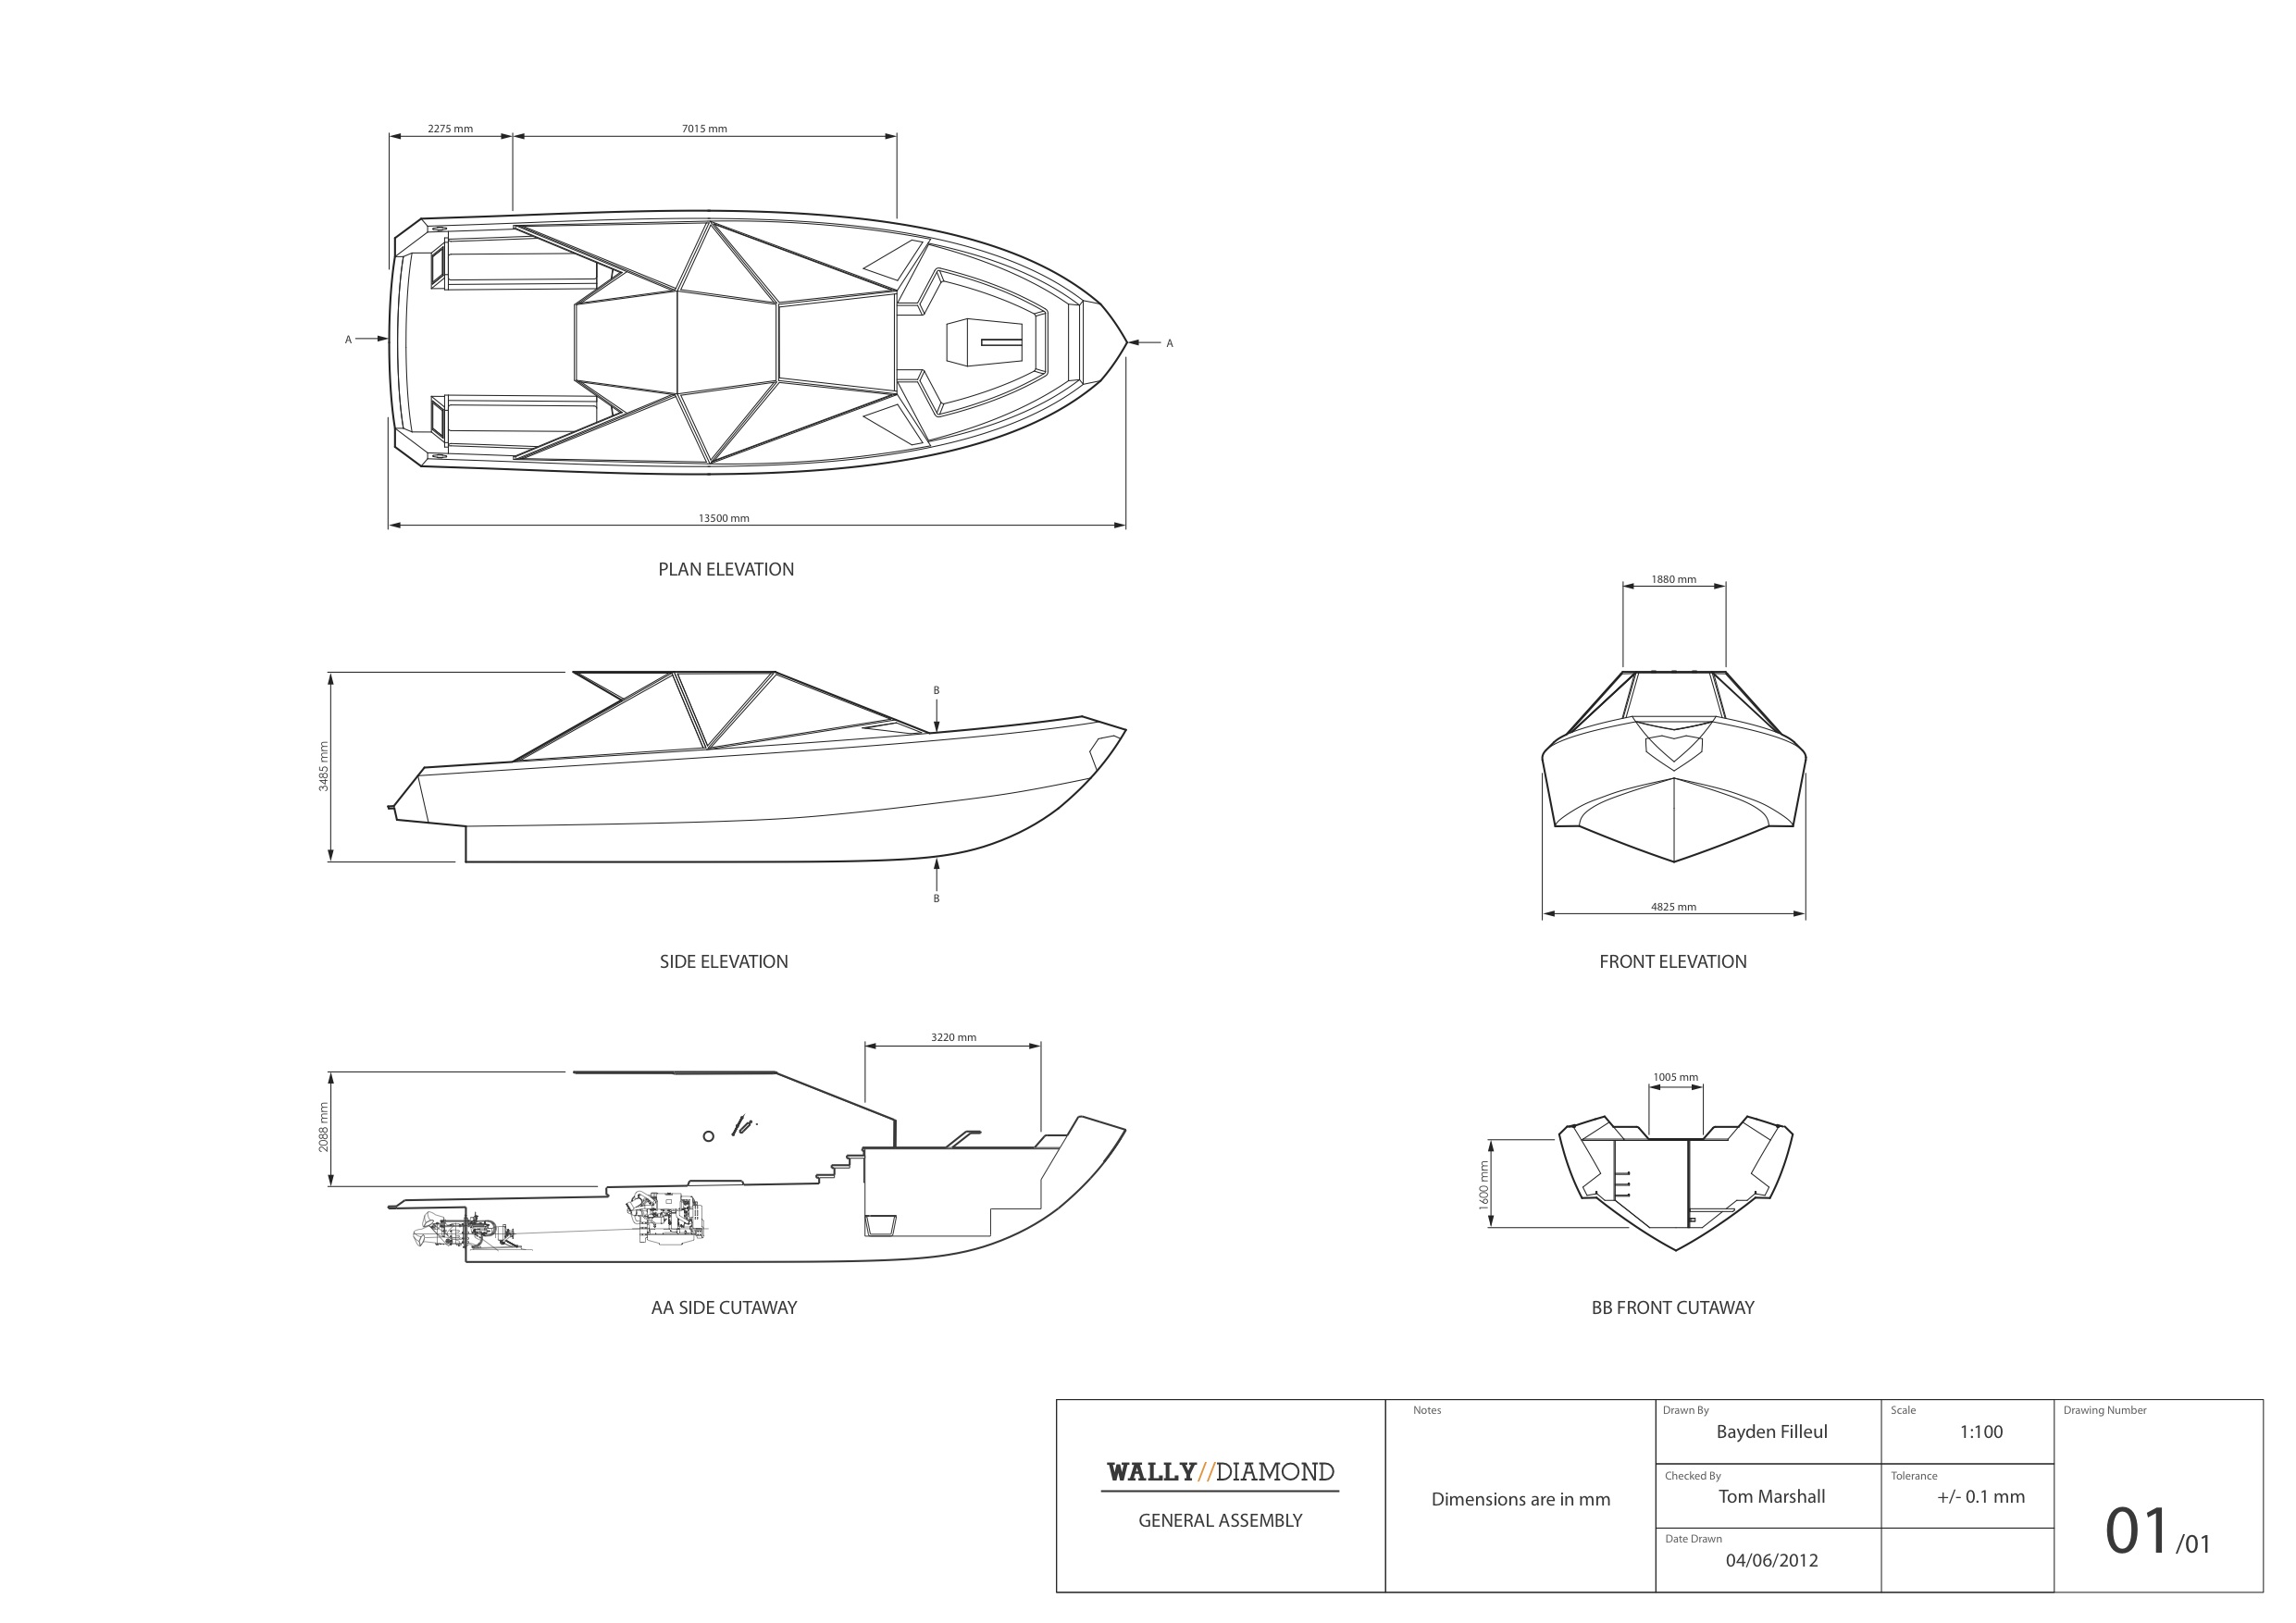 2275 mm
7015 mm
A
A
13500 mm
PLAN ELEVATION
1880 mm
B
3485 mm
B
4825 mm
SIDE ELEVATION
FRONT ELEVATION
3220 mm
2088 mm
1005 mm
1600 mm
AA SIDE CUTAWAY
BB FRONT CUTAWAY
WALLY//DIAMOND
GENERAL ASSEMBLY
Notes
Dimensions are in mm
Drawn By
Bayden Filleul
Checked By
Tom Marshall
Date Drawn
04/06/2012
Scale
1:100
Tolerance
+/- 0.1 mm
Drawing Number
01/01